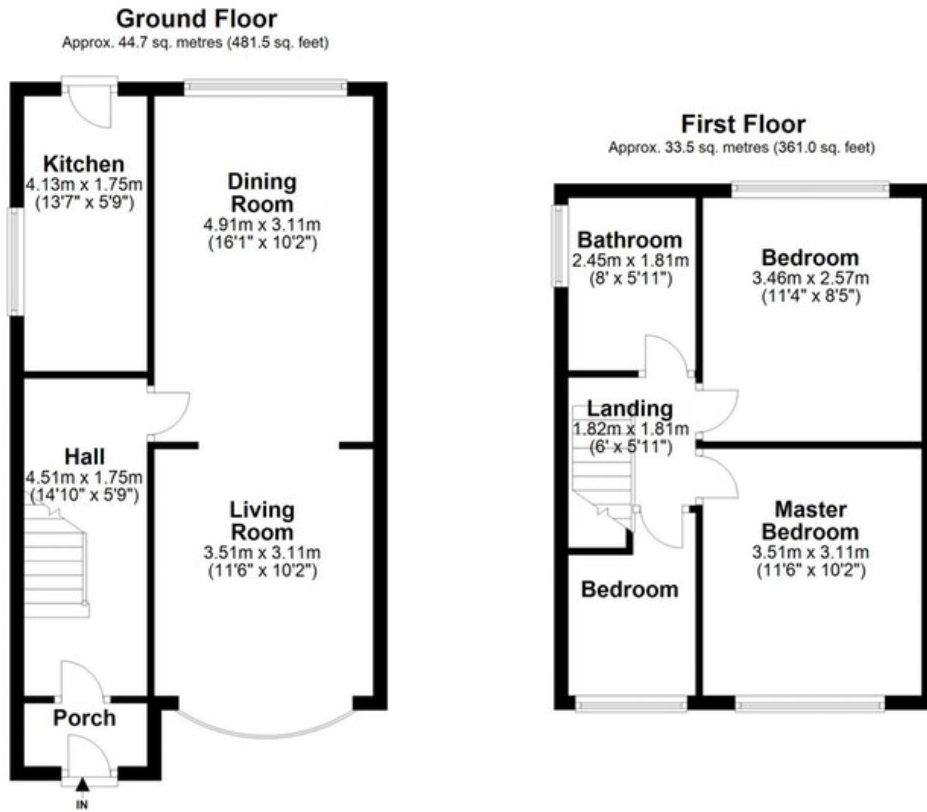 Ground Floor
Approx. 44.7 sq. metres (481.5 sq. feet)
Kitchen
4.13m x 1.75m
(13'7" x 5'9")
Dining
Room
4.91m x 3.11m
(16'1" x 10'2")
Hall
4.51m x 1.75m
(14'10" x 5'9")
Living
Room
3.51m x 3.11m
(11'6" x 10'2")
Porch
IN
First Floor
Approx. 33.5 sq. metres (361.0 sq. feet)
Bathroom
2.45m x 1.81m
(8' x 5'11")
Bedroom
3.46m x 2.57m
(11'4" x 8'5")
Landing
1.82m x 1.81m
(6' x 5'11")
Master
Bedroom
3.51m x 3.11m
(11'6" x 10'2")
Bedroom